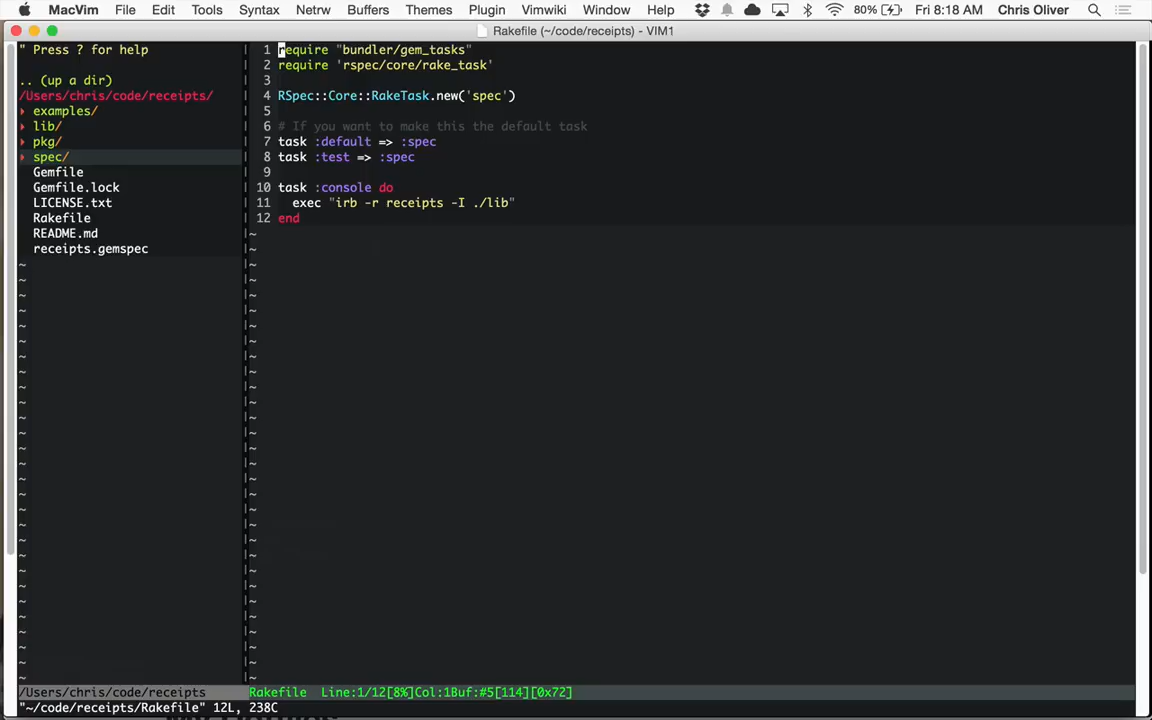 MacVim File Edit Tools Syntax Netrw Buffers Plugin Vimwiki Window Help 80% Fri 8:18 AM Chris Oliver
Rakefile (~/code/receipts) - VIM1
" Press ? for help
.. (up a dir)
/Users/chris/code/receipts/
examples/
lib/
pkg/
spec/
Gemfile
Gemfile.lock
LICENSE.txt
Rakefile
README.md
receipts.gemspec
1 require "bundler/gem_tasks"
2 require 'rspec/core/rake_task'
3
4 RSpec::Core::RakeTask.new('spec')
5
6 # If you want to make this the default task
7 task :default => :spec
8 task :test => :spec
9
10 task :console do
11 exec "irb -r receipts -I ./lib"
12 end
/Users/chris/code/receipts Rakefile Line:1/12[8%]Col:1Buf:#5[114][0x72]
"~/code/receipts/Rakefile" 12L, 238C